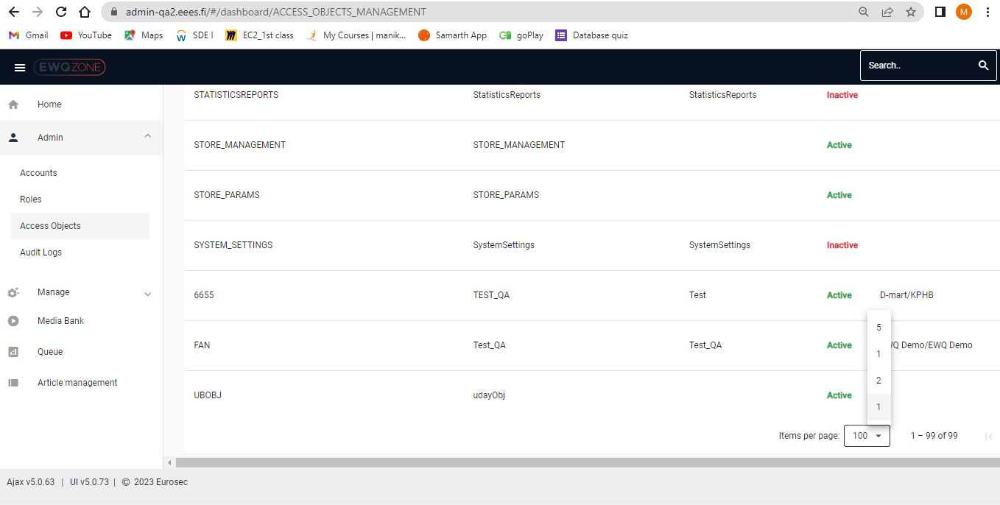 admin-qa2.eees.fi/#/dashboard/ACCESS_OBJECTS_MANAGEMENT M
Gmail YouTube Maps SDE I EC2_1st class My Courses | manik... Samarth App goPlay Database quiz
EWQZONE Search..
Home
Admin
Accounts
Roles
Access Objects
Audit Logs
Manage
Media Bank
Queue
Article management
STATISTICSREPORTS StatisticsReports StatisticsReports Inactive
STORE_MANAGEMENT STORE_MANAGEMENT Active
STORE_PARAMS STORE_PARAMS Active
SYSTEM_SETTINGS SystemSettings SystemSettings Inactive
6655 TEST_QA Test Active D-mart/KPHB
FAN Test_QA Test_QA Active WQ Demo/EWQ Demo
UBOBJ udayObj Active
5
1
2
1
Items per page: 100 1 – 99 of 99
Ajax v5.0.63 | UI v5.0.73 | © 2023 Eurosec